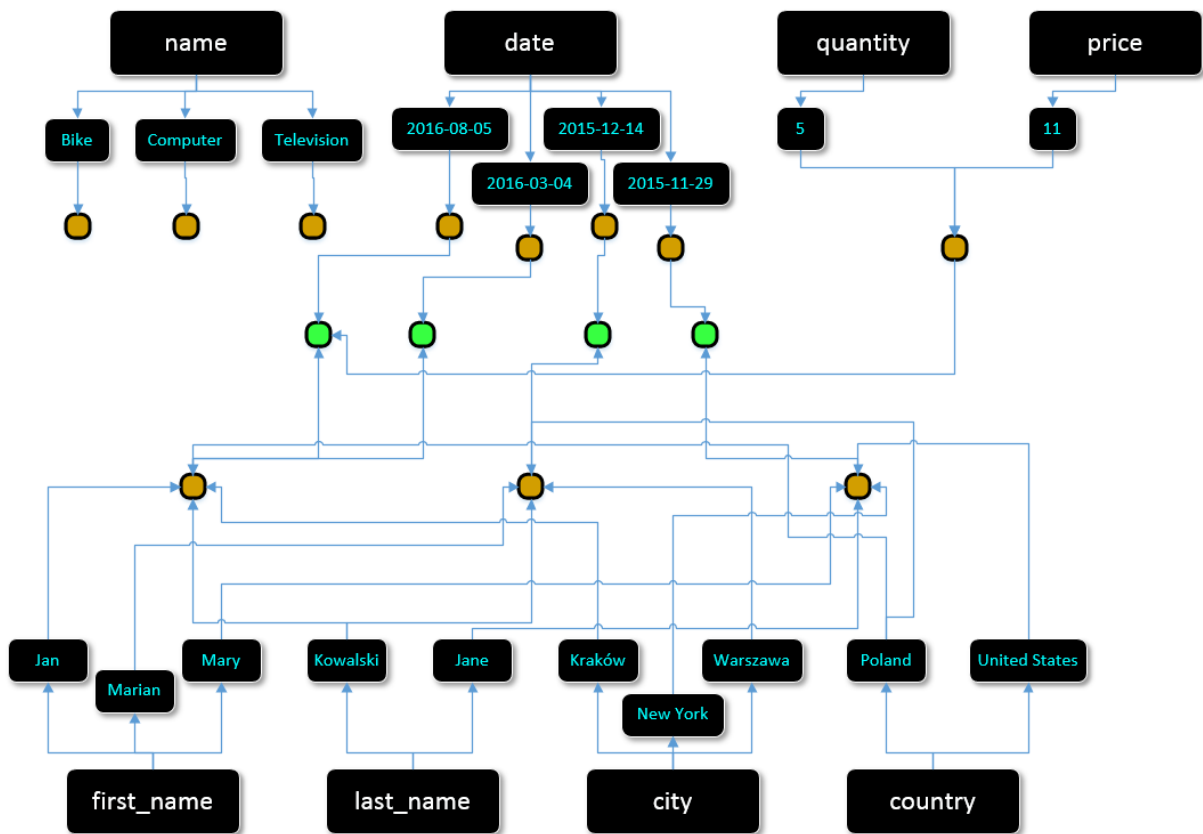 name
date
quantity
price
Bike
Computer
Television
2016-08-05
2015-12-14
5
11
2016-03-04
2015-11-29
Jan
Marian
Mary
Kowalski
Jane
Kraków
New York
Warszawa
Poland
United States
first_name
last_name
city
country